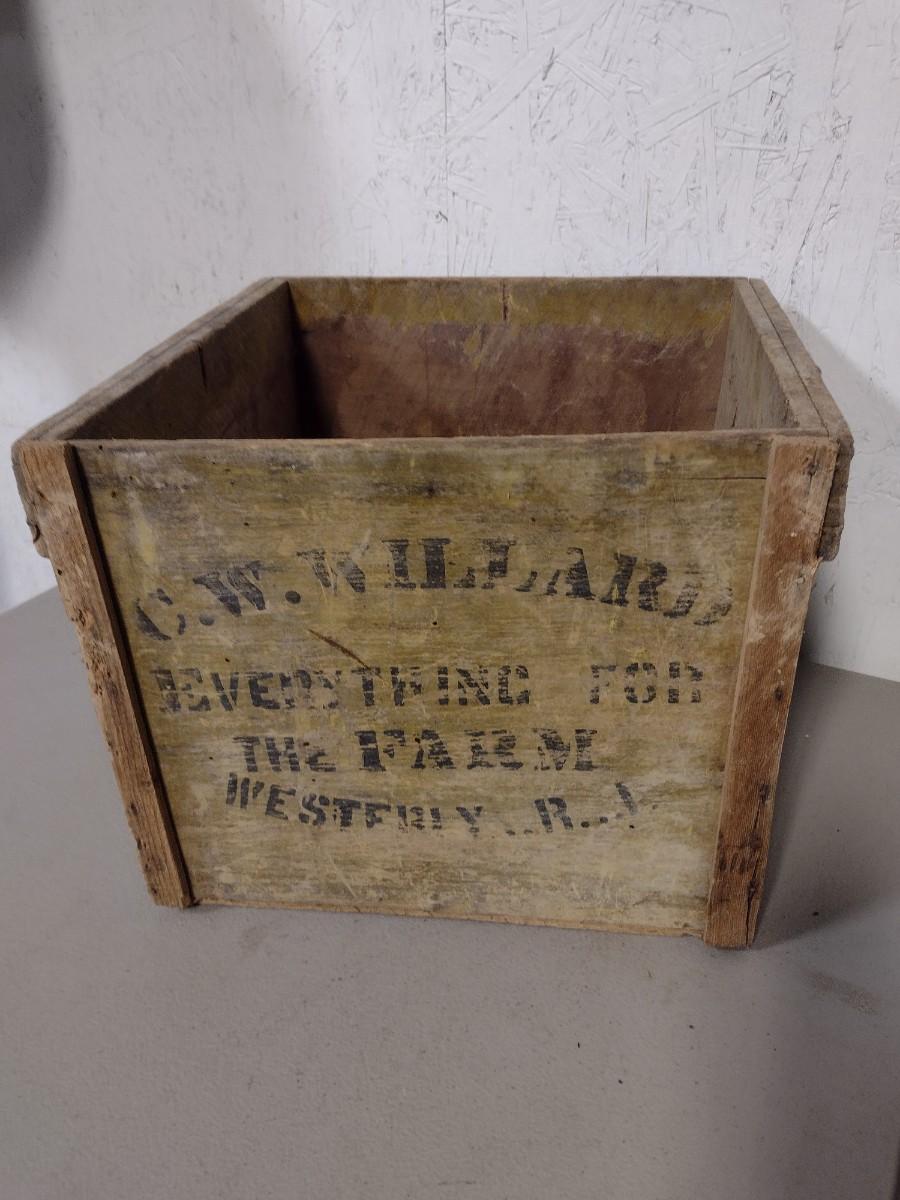 C.W. WILLARD
EVERYTHING FOR
THE FARM
WESTERLY, R.I.